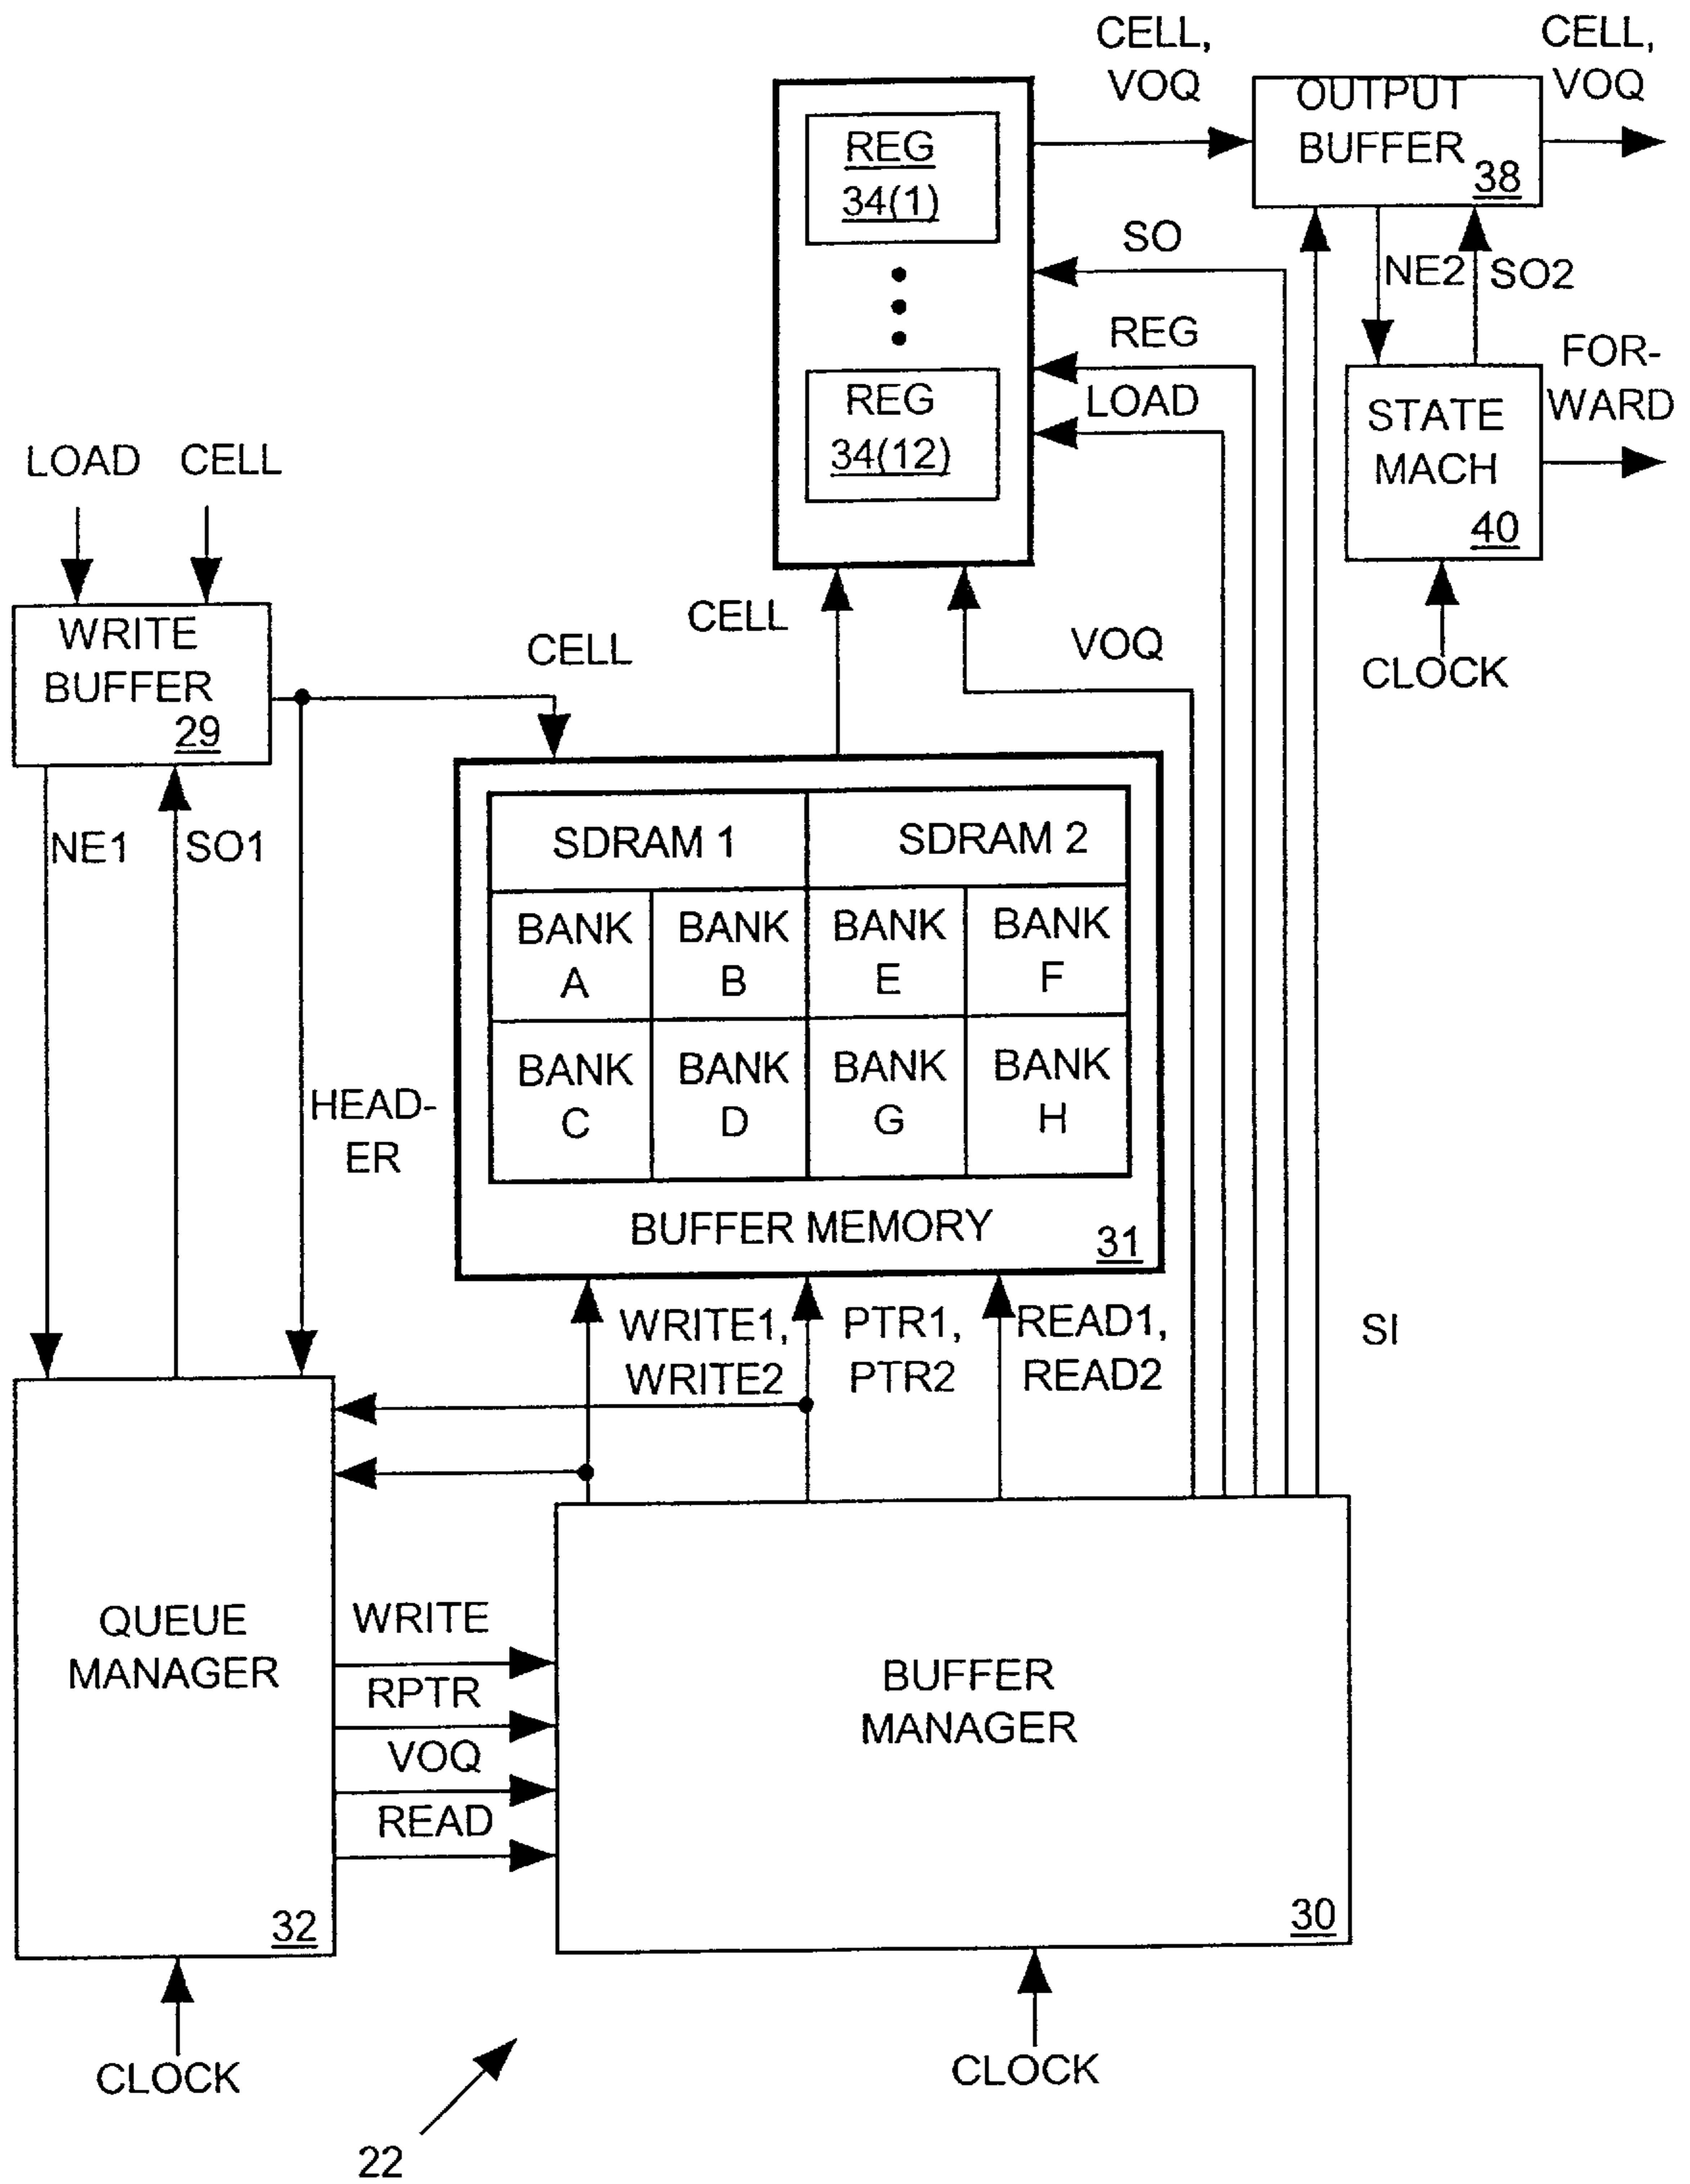 CELL,
VOQ
CELL,
VOQ
OUTPUT
BUFFER
38
REG
34(1)
SO
NE2
SO2
REG
FOR-
WARD
REG
34(12)
LOAD
STATE
MACH
40
LOAD
CELL
WRITE
BUFFER
29
CELL
CELL
VOQ
CLOCK
NE1
SO1
SDRAM 1
SDRAM 2
BANK
A
BANK
B
BANK
E
BANK
F
BANK
C
BANK
D
BANK
G
BANK
H
HEAD-
ER
BUFFER MEMORY
31
WRITE1,
WRITE2
PTR1,
PTR2
READ1,
READ2
SI
QUEUE
MANAGER
32
WRITE
RPTR
VOQ
READ
BUFFER
MANAGER
30
CLOCK
CLOCK
22